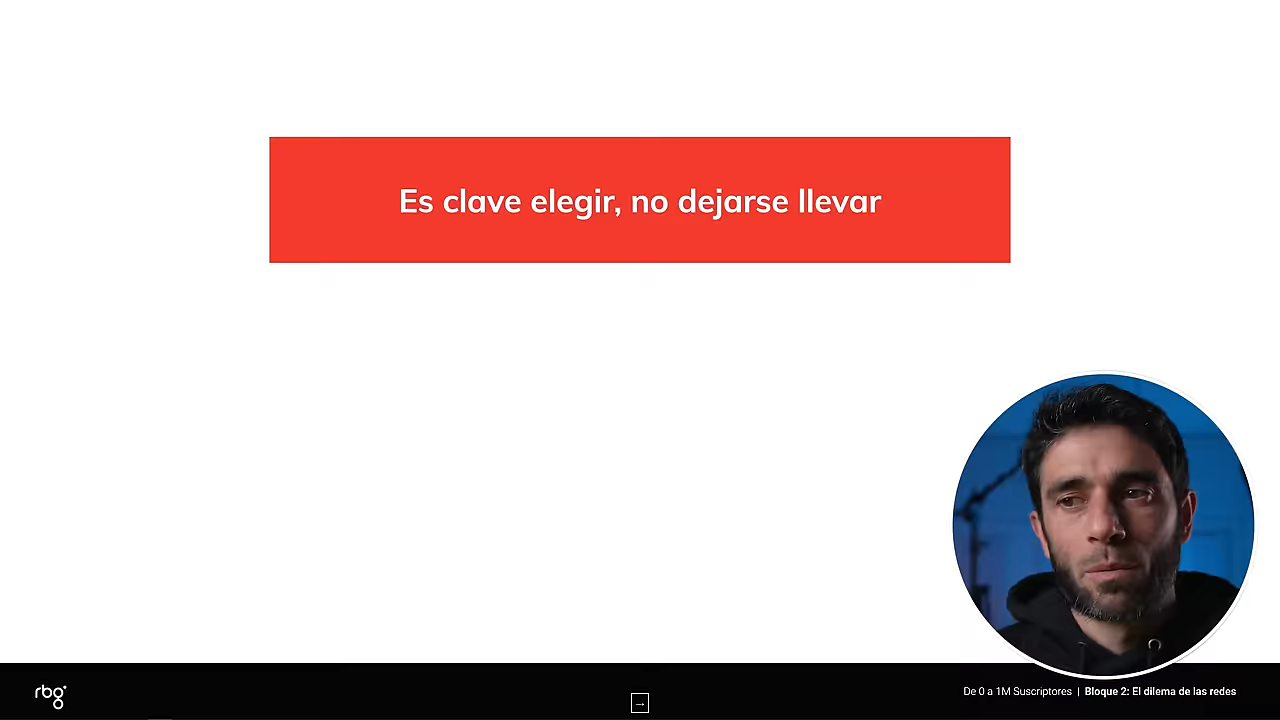 Es clave elegir, no dejarse llevar
rbg
→
De 0 a 1M Suscriptores | Bloque 2: El dilema de las redes